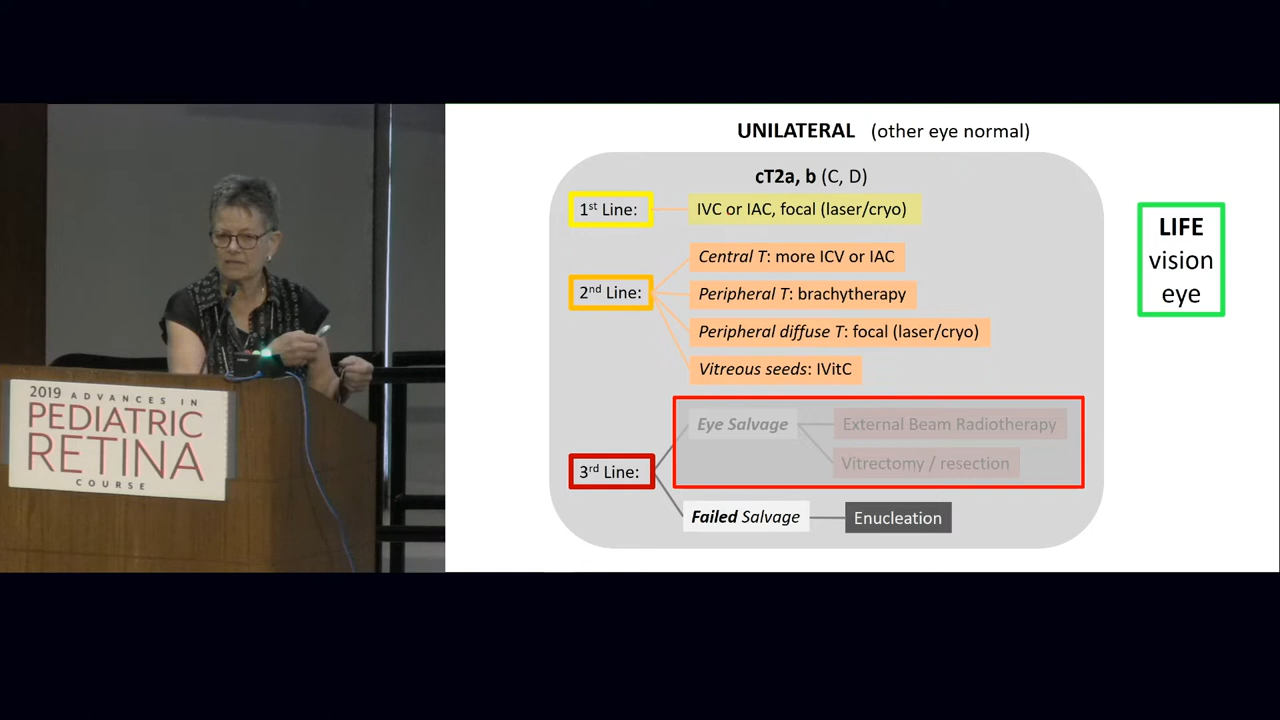 2019 ADVANCES IN
PEDIATRIC
RETINA
COURSE
UNILATERAL (other eye normal)
cT2a, b (C, D)
1st Line: IVC or IAC, focal (laser/cryo)
2nd Line:
Central T: more ICV or IAC
Peripheral T: brachytherapy
Peripheral diffuse T: focal (laser/cryo)
Vitreous seeds: IVitC
3rd Line:
Eye Salvage External Beam Radiotherapy
Vitrectomy / resection
Failed Salvage Enucleation
LIFE
vision
eye